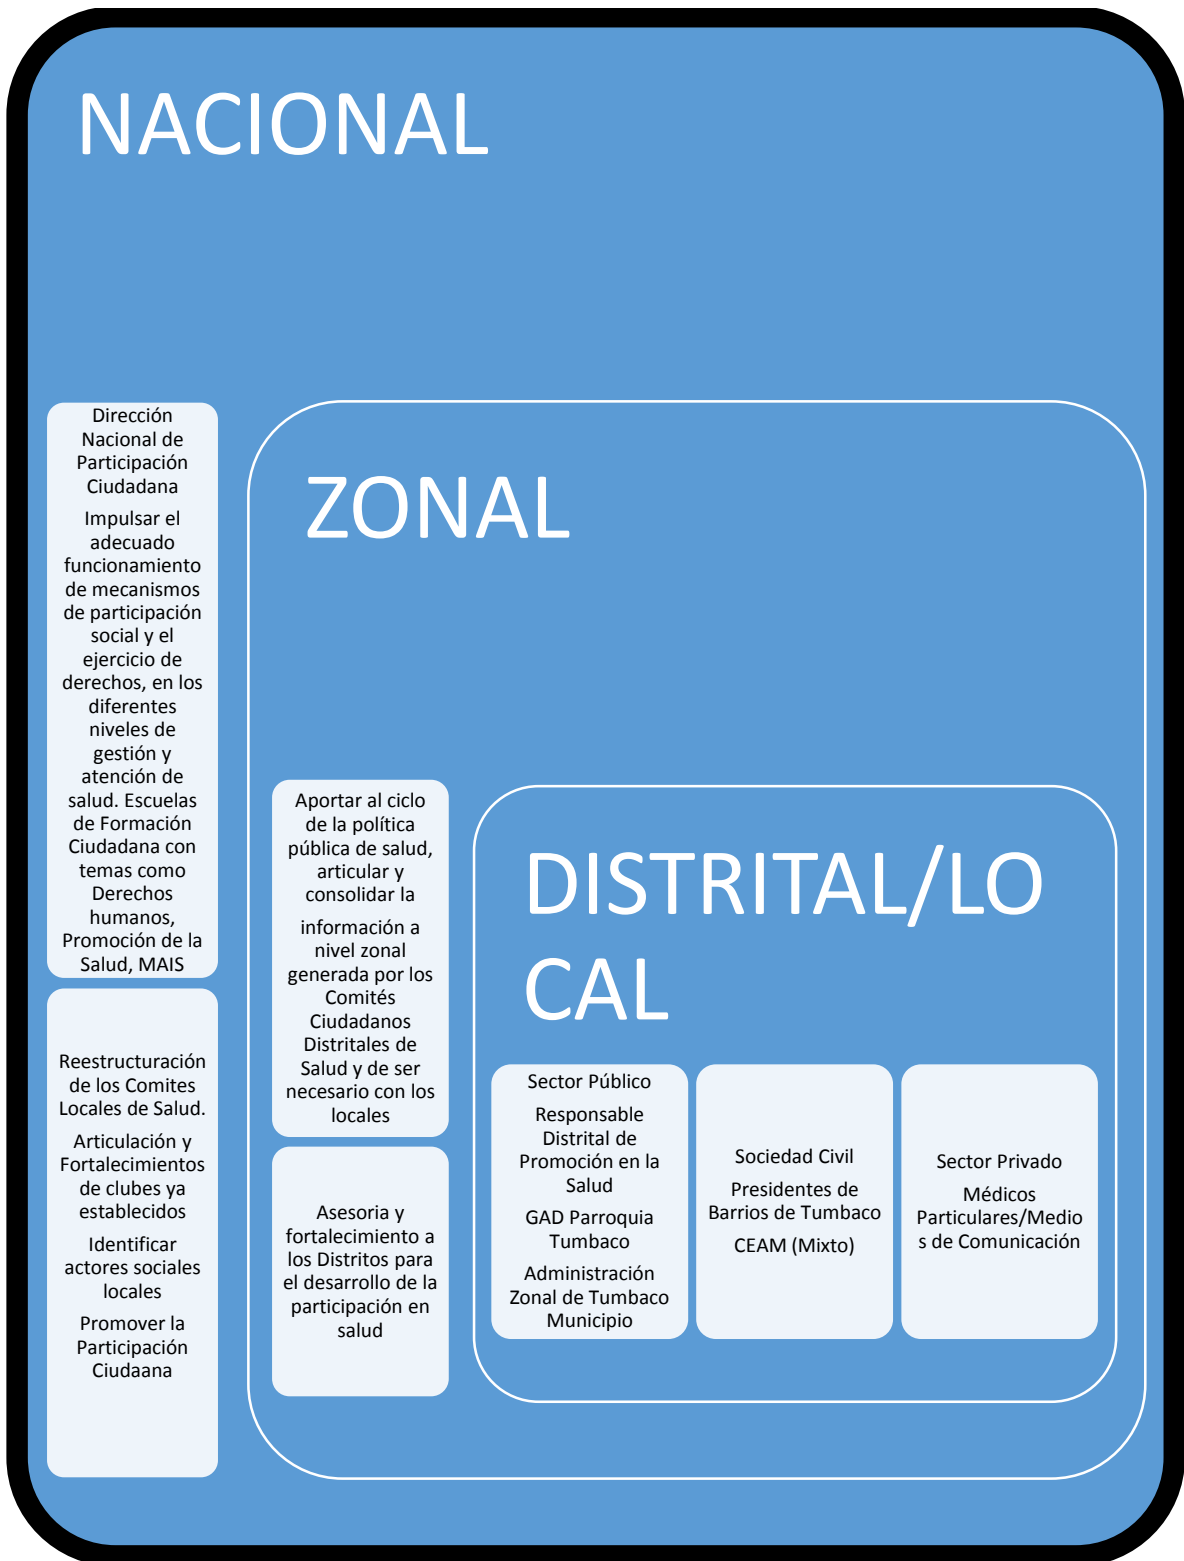 NACIONAL
Dirección
Nacional de
Participación
Ciudadana
Impulsar el
adecuado
funcionamiento
de mecanismos
de participación
social y el
ejercicio de
derechos, en los
diferentes
niveles de
gestión y
atención de
salud. Escuelas
de Formación
Ciudadana con
temas como
Derechos
humanos,
Promoción de la
Salud, MAIS
Reestructuración
de los Comites
Locales de Salud.
Articulación y
Fortalecimientos
de clubes ya
establecidos
Identificar
actores sociales
locales
Promover la
Participación
Ciudaana
ZONAL
Aportar al ciclo
de la política
pública de salud,
articular y
consolidar la
información a
nivel zonal
generada por los
Comités
Ciudadanos
Distritales de
Salud y de ser
necesario con los
locales
Asesoria y
fortalecimiento a
los Distritos para
el desarrollo de la
participación en
salud
DISTRITAL/LO
CAL
Sector Público
Responsable
Distrital de
Promoción en la
Salud
GAD Parroquia
Tumbaco
Administración
Zonal de Tumbaco
Municipio
Sociedad Civil
Presidentes de
Barrios de Tumbaco
CEAM (Mixto)
Sector Privado
Médicos
Particulares/Medio
s de Comunicación